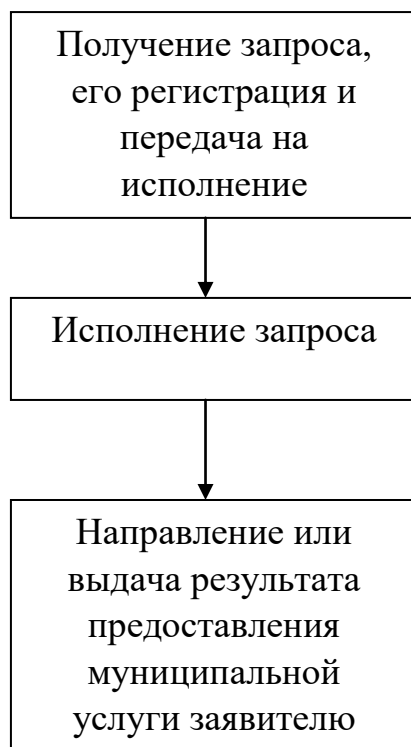 Получение запроса,
его регистрация и
передача на
исполнение
Исполнение запроса
Направление или
выдача результата
предоставления
муниципальной
услуги заявителю